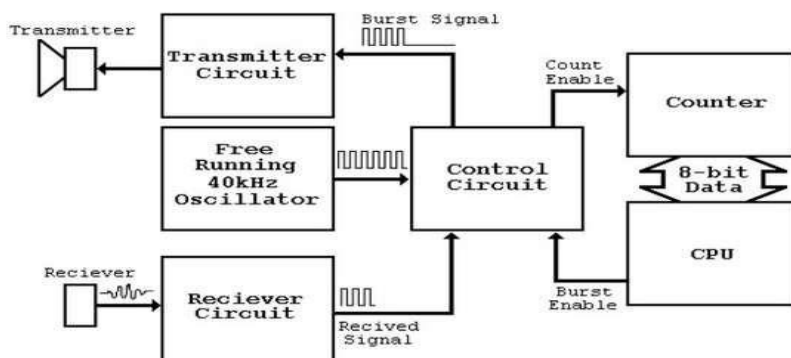 Burst Signal
Transmitter
Transmitter
Circuit
Count
Enable
Counter
Free
Running
40kHz
Oscillator
Control
Circuit
8-bit
Data
CPU
Reciever
Reciever
Circuit
Recived
Signal
Burst
Enable